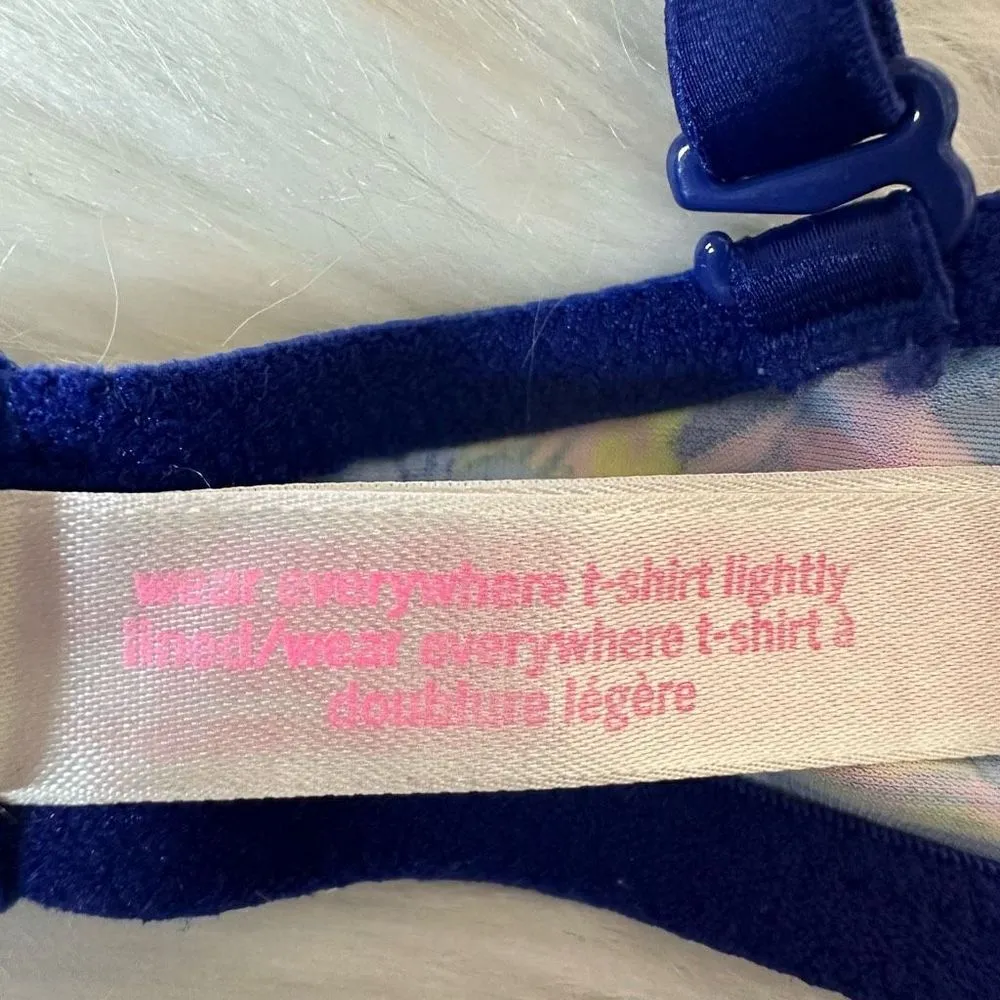 wear everywhere t-shirt lightly
lined/wear everywhere t-shirt à
doublure légère